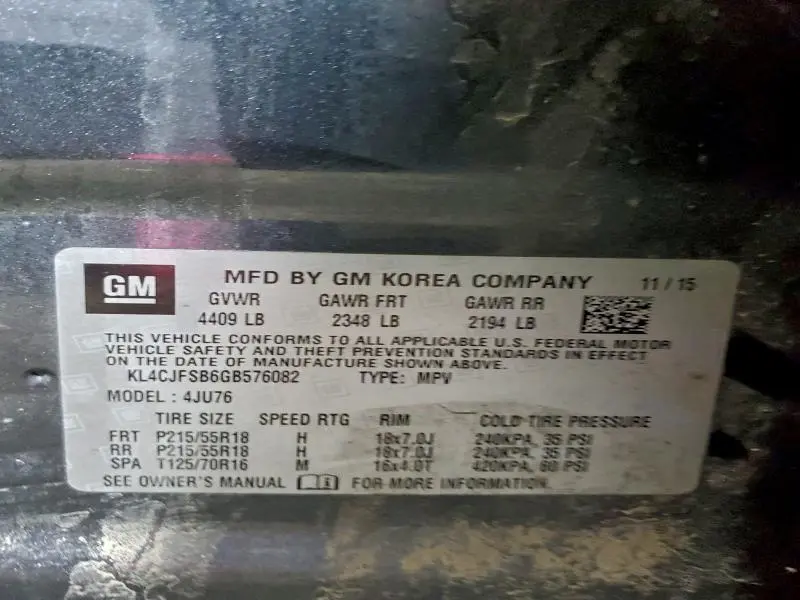 GM MFD BY GM KOREA COMPANY 11 / 15
GVWR GAWR FRT GAWR RR
4409 LB 2348 LB 2194 LB
THIS VEHICLE CONFORMS TO ALL APPLICABLE U.S. FEDERAL MOTOR
VEHICLE SAFETY AND THEFT PREVENTION STANDARDS IN EFFECT
ON THE DATE OF MANUFACTURE SHOWN ABOVE.
KL4CJFSB6GB576082 TYPE: MPV
MODEL : 4JU76
TIRE SIZE SPEED RTG RIM COLD TIRE PRESSURE
FRT P215/55R18 H 18x7.0J 240KPA, 35 PSI
RR P215/55R18 H 18x7.0J 240KPA, 35 PSI
SPA T125/70R16 M 16x4.0T 420KPA, 60 PSI
SEE OWNER'S MANUAL FOR MORE INFORMATION.